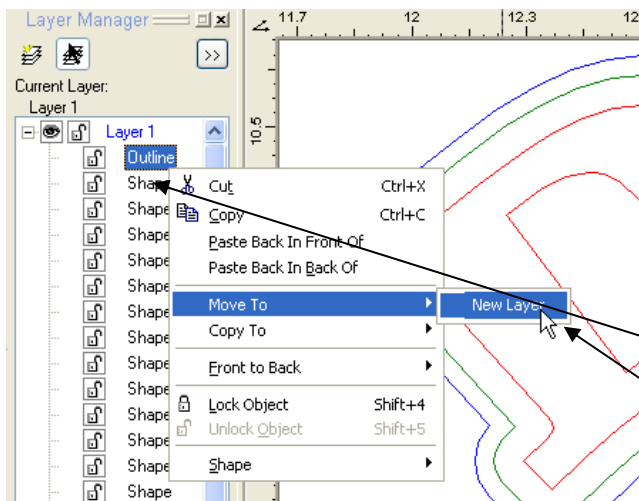 Layer Manager
>>
Current Layer:
Layer 1
11.7 12 12.3 12
10.5
Layer 1
Outline
Shape
Shape
Shape
Shape
Shape
Shape
Shape
Shape
Shape
Shape
Shape
Shape
Shape
Cut Ctrl+X
Copy Ctrl+C
Paste Back In Front Of
Paste Back In Back Of
Move To
New Layer
Copy To
Front to Back
Lock Object Shift+4
Unlock Object Shift+5
Shape